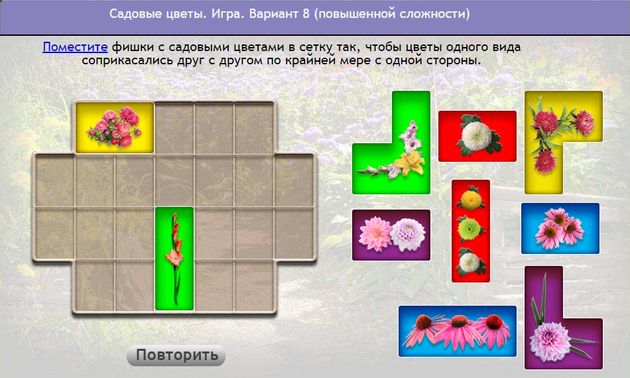 Садовые цветы. Игра. Вариант 8 (повышенной сложности)
Поместите фишки с садовыми цветами в сетку так, чтобы цветы одного вида
соприкасались друг с другом по крайней мере с одной стороны.
Повторить